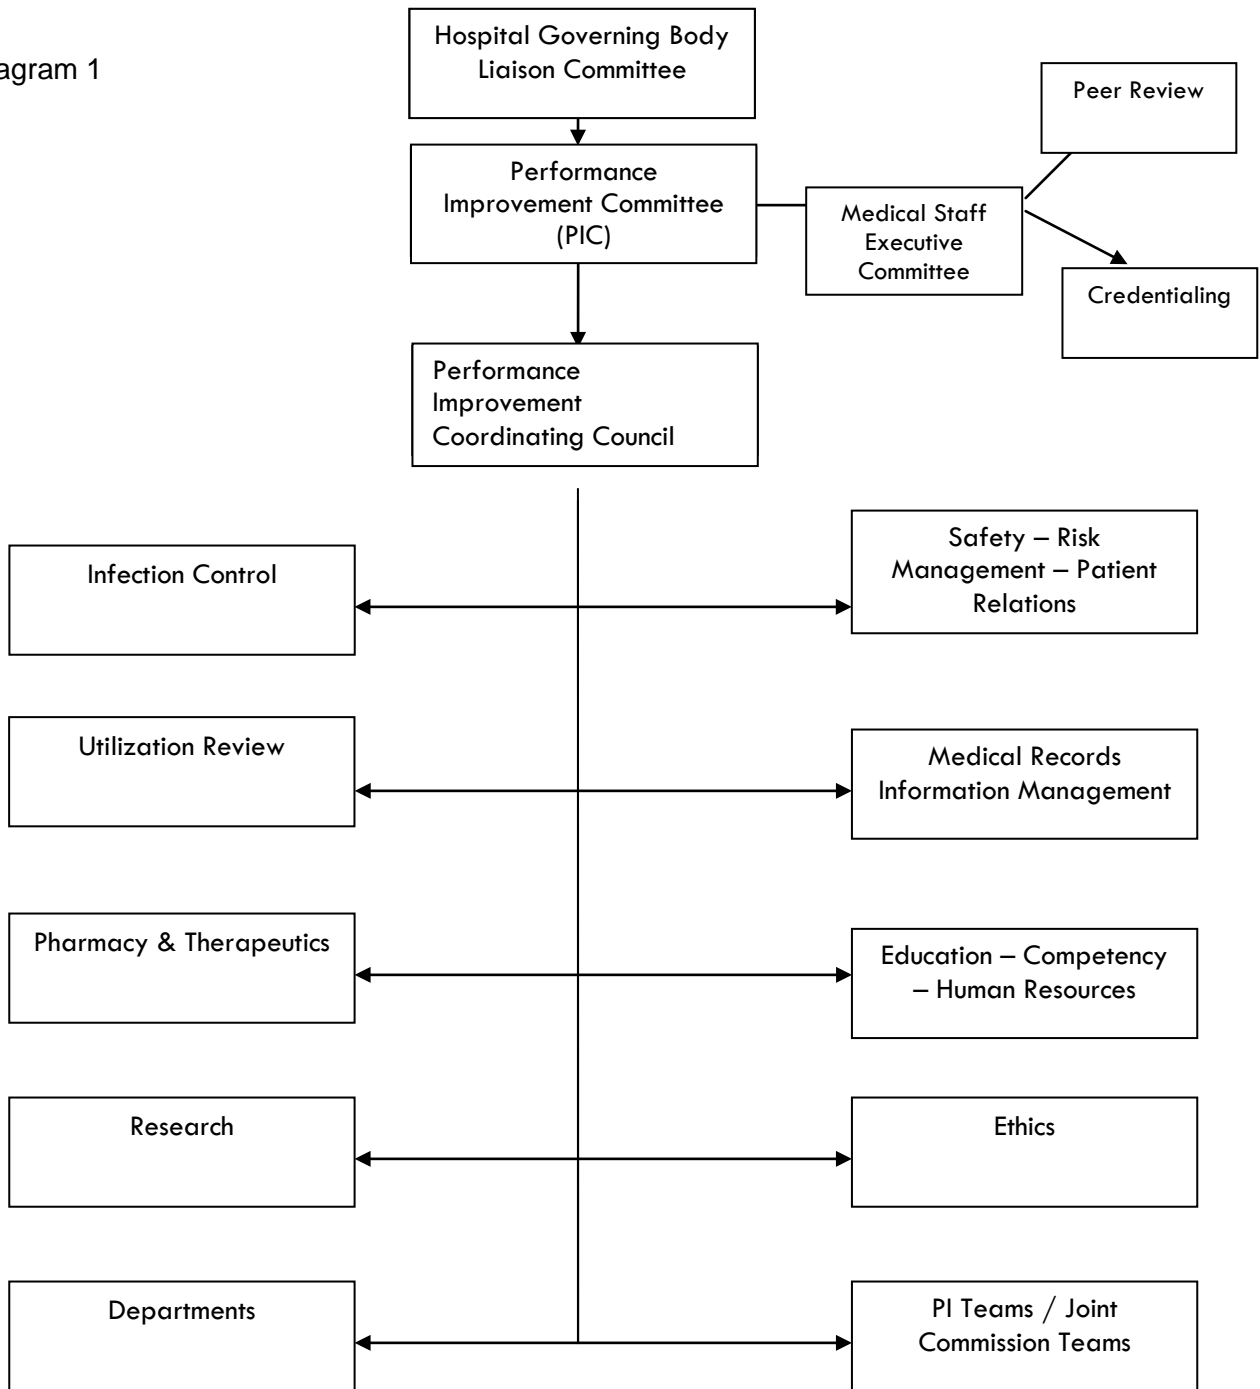 Hospital Governing Body
Liaison Committee
agram 1
Peer Review
Performance
Improvement Committee
(PIC)
Medical Staff
Executive
Committee
Credentialing
Performance
Improvement
Coordinating Council
Infection Control
Safety – Risk
Management – Patient
Relations
Utilization Review
Medical Records
Information Management
Pharmacy & Therapeutics
Education – Competency
– Human Resources
Research
Ethics
Departments
PI Teams / Joint
Commission Teams